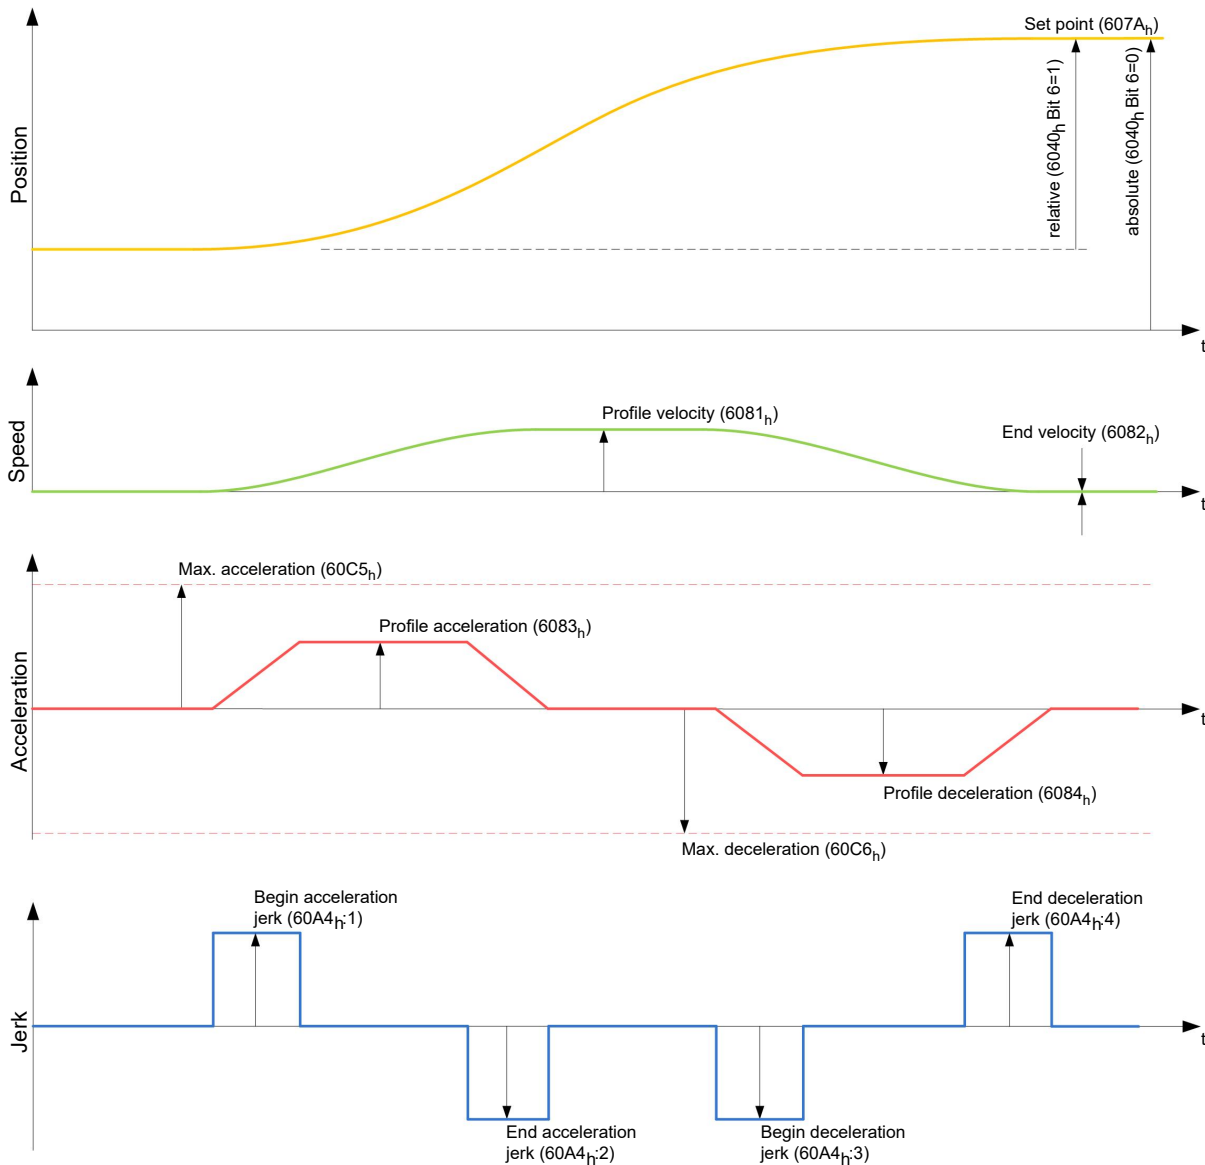 Set point (607Ah)
Position
relative (6040h Bit 6=1)
absolute (6040h Bit 6=0)
t
Speed
Profile velocity (6081h)
End velocity (6082h)
t
Acceleration
Max. acceleration (60C5h)
Profile acceleration (6083h)
t
Profile deceleration (6084h)
Max. deceleration (60C6h)
Jerk
Begin acceleration
jerk (60A4h:1)
End deceleration
jerk (60A4h:4)
t
End acceleration
jerk (60A4h:2)
Begin deceleration
jerk (60A4h:3)